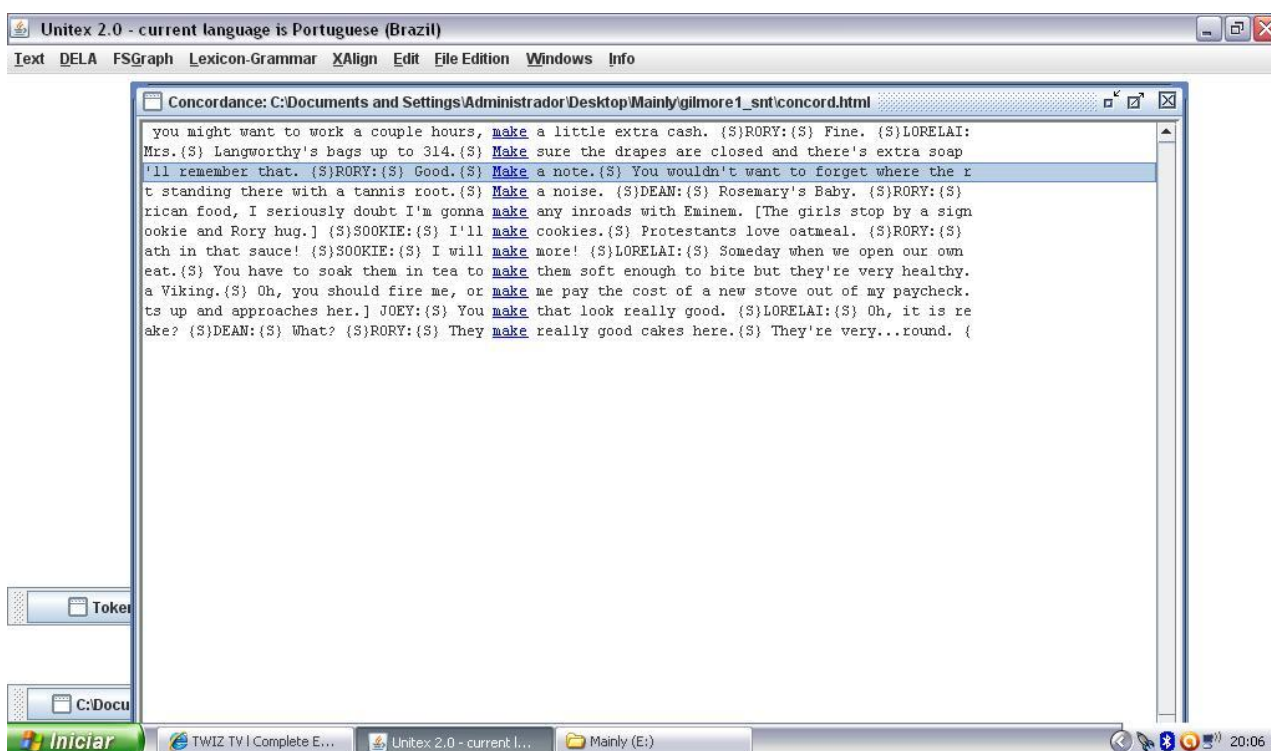 Unitex 2.0 - current language is Portuguese (Brazil)
Text DELA FSGraph Lexicon-Grammar XAlign Edit File Edition Windows Info
Concordance: C:\Documents and Settings\Administrador\Desktop\Mainly\gilmore1_snt\concord.html
you might want to work a couple hours, make a little extra cash. {S}RORY:{S} Fine. {S}LORELAI:
Mrs.{S} Langworthy's bags up to 314.{S} Make sure the drapes are closed and there's extra soap
'll remember that. {S}RORY:{S} Good.{S} Make a note.{S} You wouldn't want to forget where the r
t standing there with a tannis root.{S} Make a noise. {S}DEAN:{S} Rosemary's Baby. {S}RORY:{S}
rican food, I seriously doubt I'm gonna make any inroads with Eminem. [The girls stop by a sign
ookie and Rory hug.] {S}SOOKIE:{S} I'll make cookies.{S} Protestants love oatmeal. {S}RORY:{S}
ath in that sauce! {S}SOOKIE:{S} I will make more! {S}LORELAI:{S} Someday when we open our own
eat.{S} You have to soak them in tea to make them soft enough to bite but they're very healthy.
a Viking.{S} Oh, you should fire me, or make me pay the cost of a new stove out of my paycheck.
ts up and approaches her.] JOEY:{S} You make that look really good. {S}LORELAI:{S} Oh, it is re
ake? {S}DEAN:{S} What? {S}RORY:{S} They make really good cakes here.{S} They're very...round. {
Token
C:\Docu
Iniciar TWIZ TV | Complete E... Unitex 2.0 - current l... Mainly (E:) 20:06